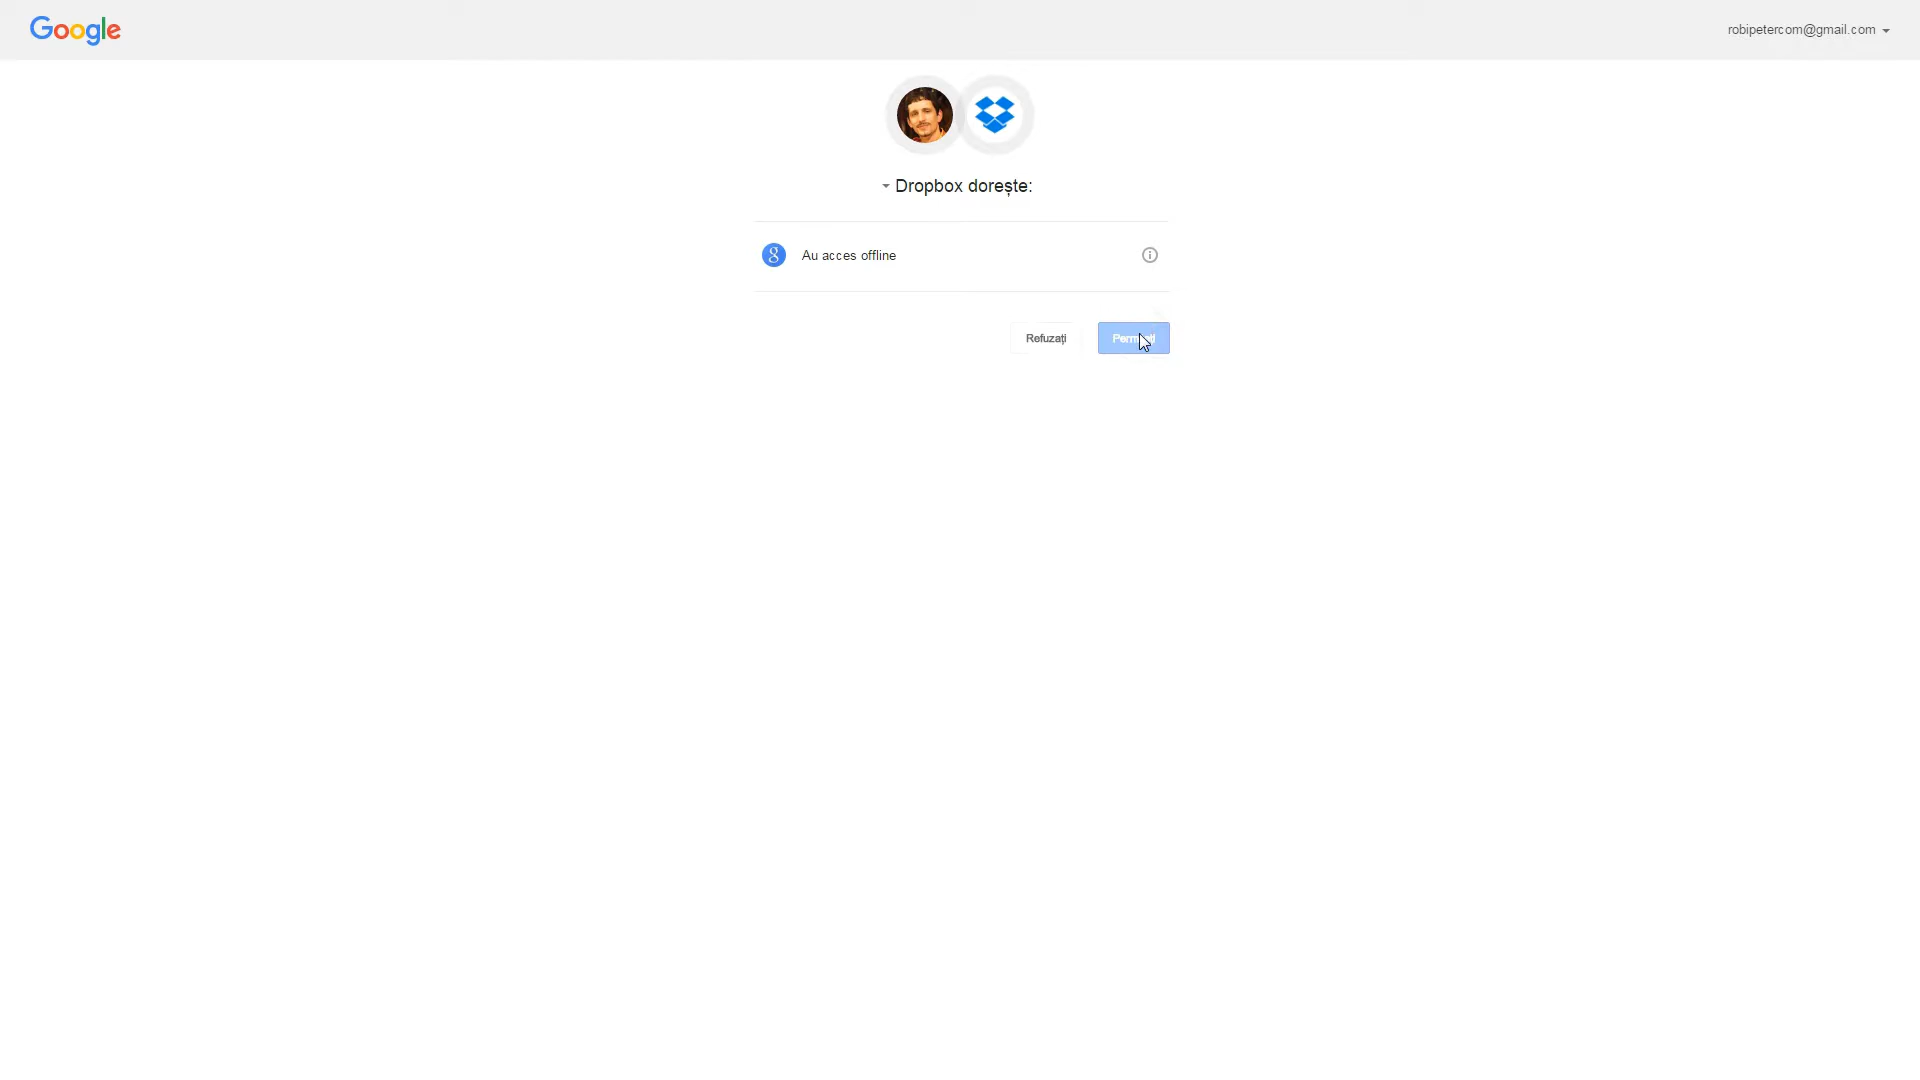 Google
robipetercom@gmail.com
Dropbox dorește:
Au acces offline
Refuzați